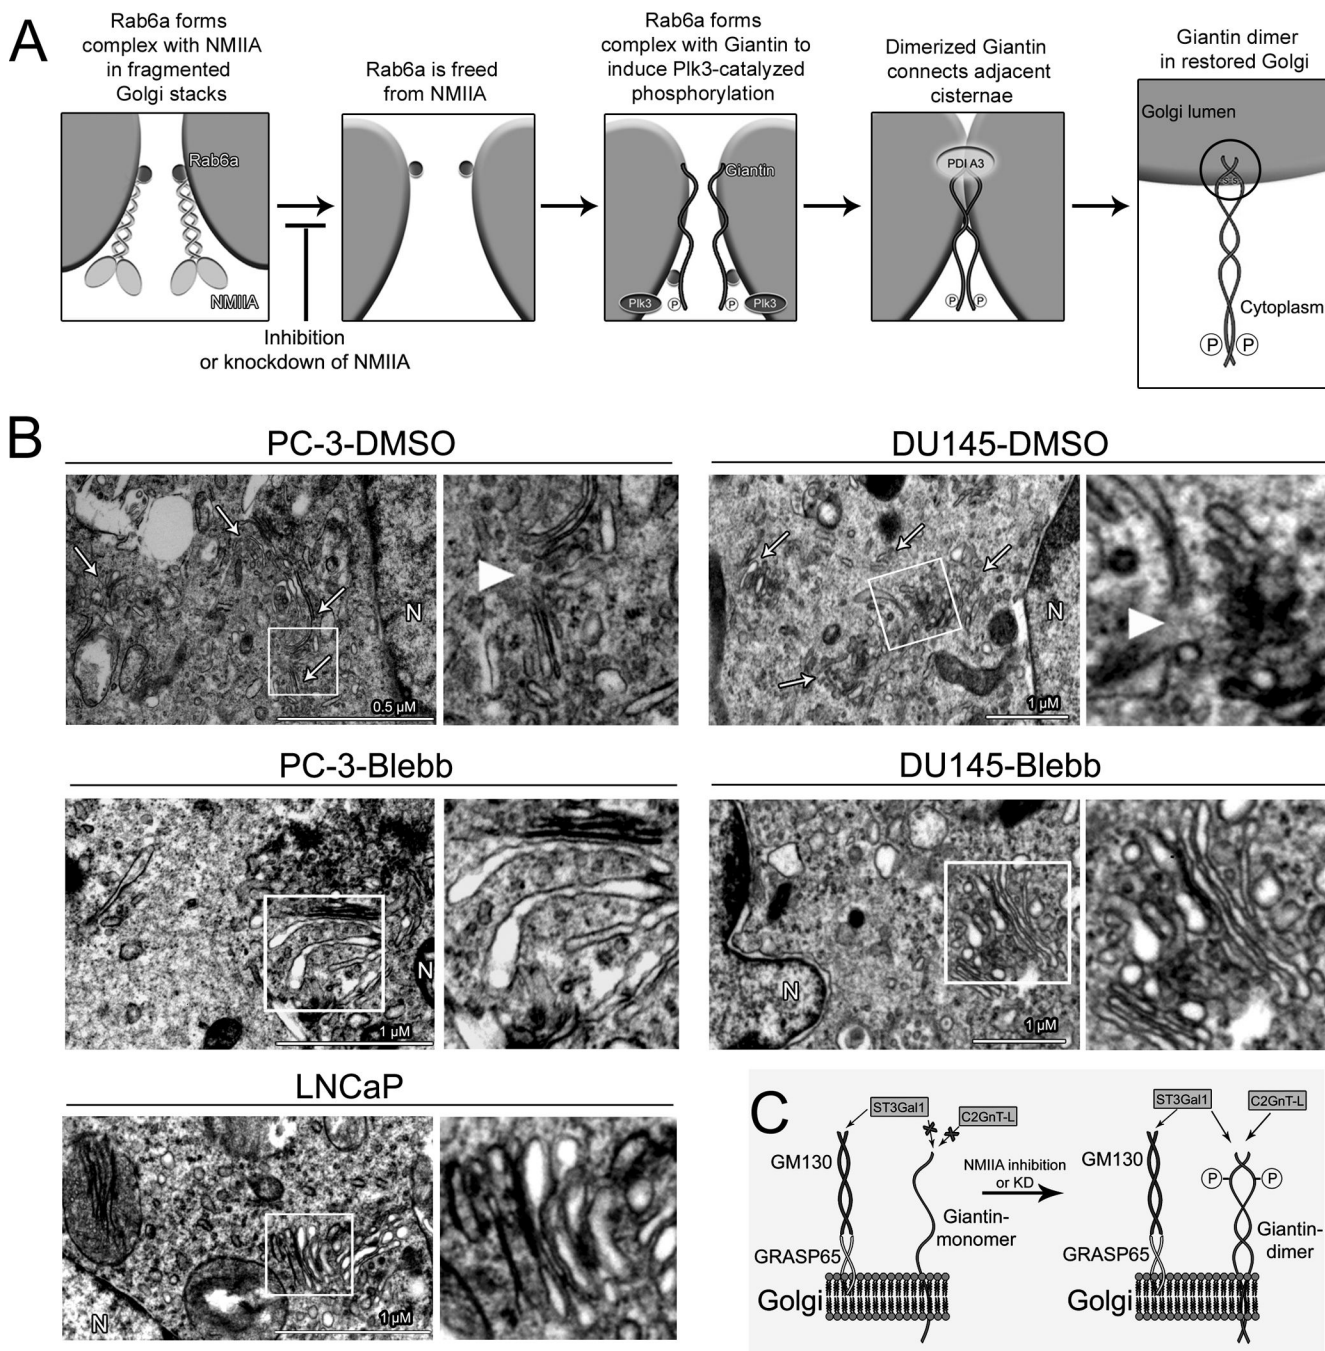 A
Rab6a forms
complex with NMIIA
in fragmented
Golgi stacks
Rab6a is freed
from NMIIA
Rab6a forms
complex with Giantin to
induce Plk3-catalyzed
phosphorylation
Dimerized Giantin
connects adjacent
cisternae
Giantin dimer
in restored Golgi
Rab6a
NMIIA
Inhibition
or knockdown of NMIIA
Giantin
Plk3
P
P
Plk3
PDI A3
P
P
Golgi lumen
S-S
Cytoplasm
P
P
B
PC-3-DMSO
DU145-DMSO
N
0.5 µM
N
1 µM
PC-3-Blebb
DU145-Blebb
N
1 µM
N
1 µM
LNCaP
N
1 µM
C
ST3Gal1
C2GnT-L
GM130
GRASP65
Giantin-
monomer
Golgi
NMIIA inhibition
or KD
ST3Gal1
C2GnT-L
GM130
P
P
GRASP65
Giantin-
dimer
Golgi